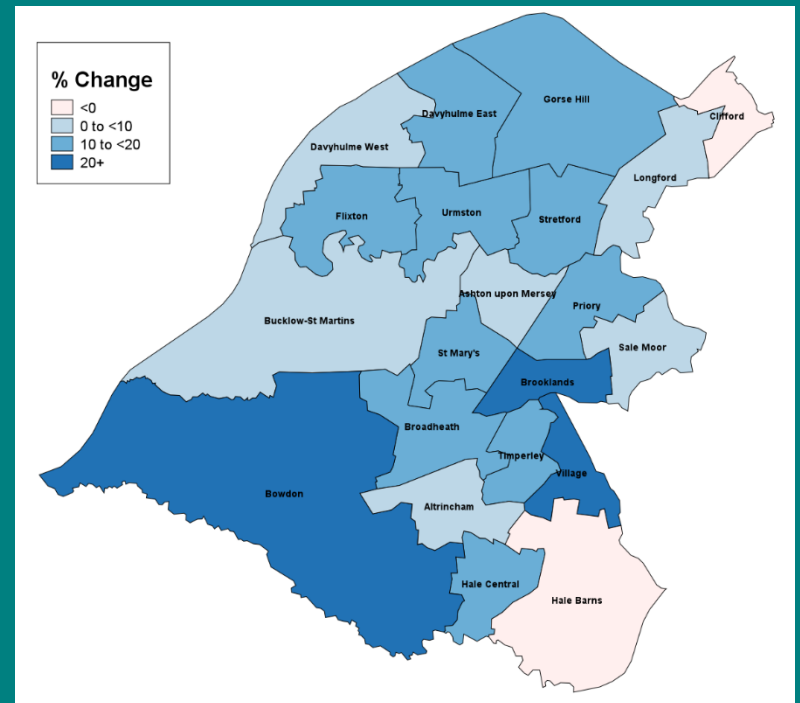 % Change
<0
0 to <10
10 to <20
20+
Gorse Hill
Davyhulme East
Clifford
Davyhulme West
Longford
Flixton
Urmston
Stretford
Ashton upon Mersey
Priory
Bucklow-St Martins
Sale Moor
St Mary's
Brooklands
Broadheath
Timperley
Village
Bowdon
Altrincham
Hale Central
Hale Barns